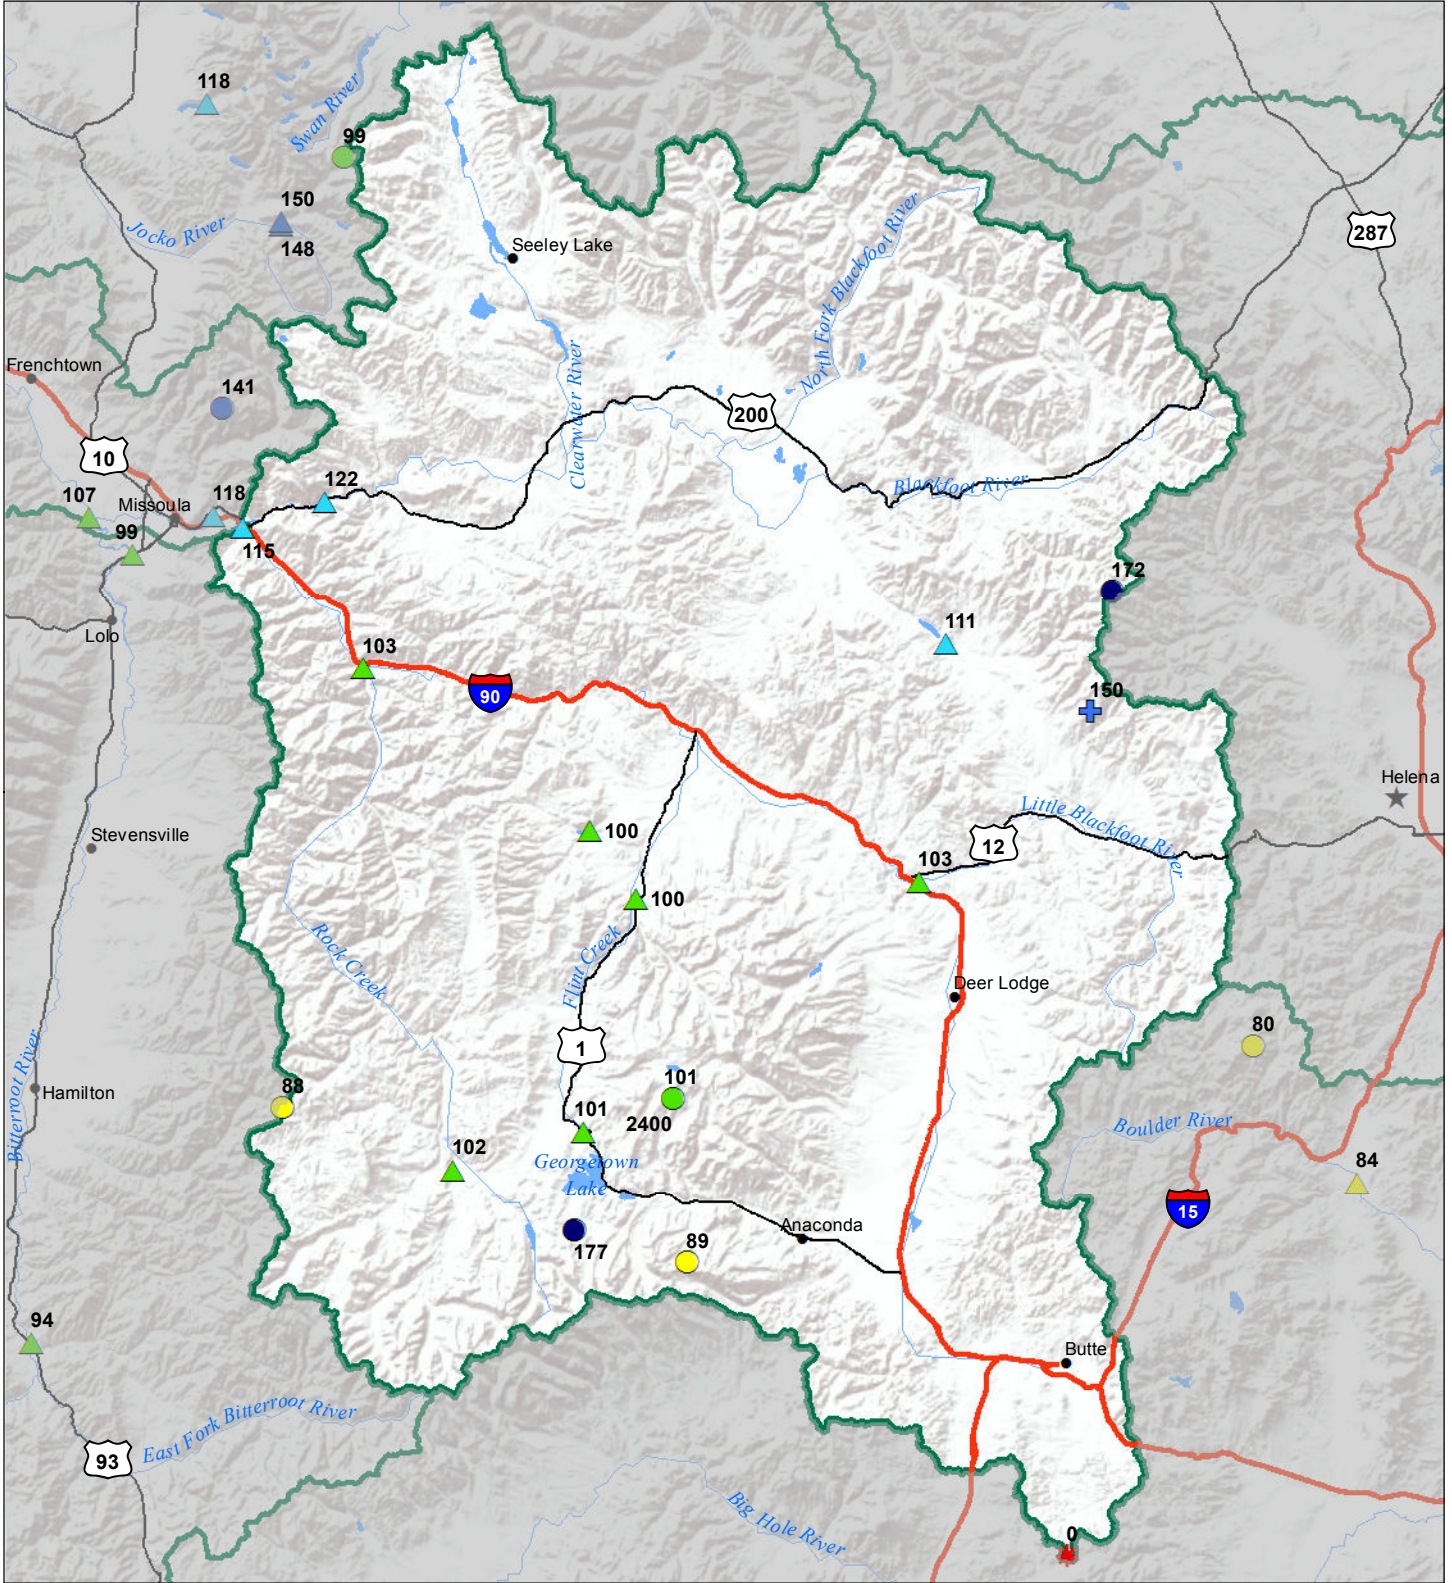 118
Swan River
99
150
Jocko River
148
Seeley Lake
287
North Fork Blackfoot River
Frenchtown
141
Clearwater River
200
10
122
Blackfoot River
107
Missoula
118
99
115
172
Lolo
103
111
90
150
Helena
Little Blackfoot River
Stevensville
100
12
103
100
Rock Creek
Flint Creek
Deer Lodge
80
1
Bitterroot River
Hamilton
88
101
2400
101
Boulder River
102
Georgetown
Lake
84
15
Anaconda
177
89
94
Butte
East Fork Bitterroot River
93
Big Hole River
0